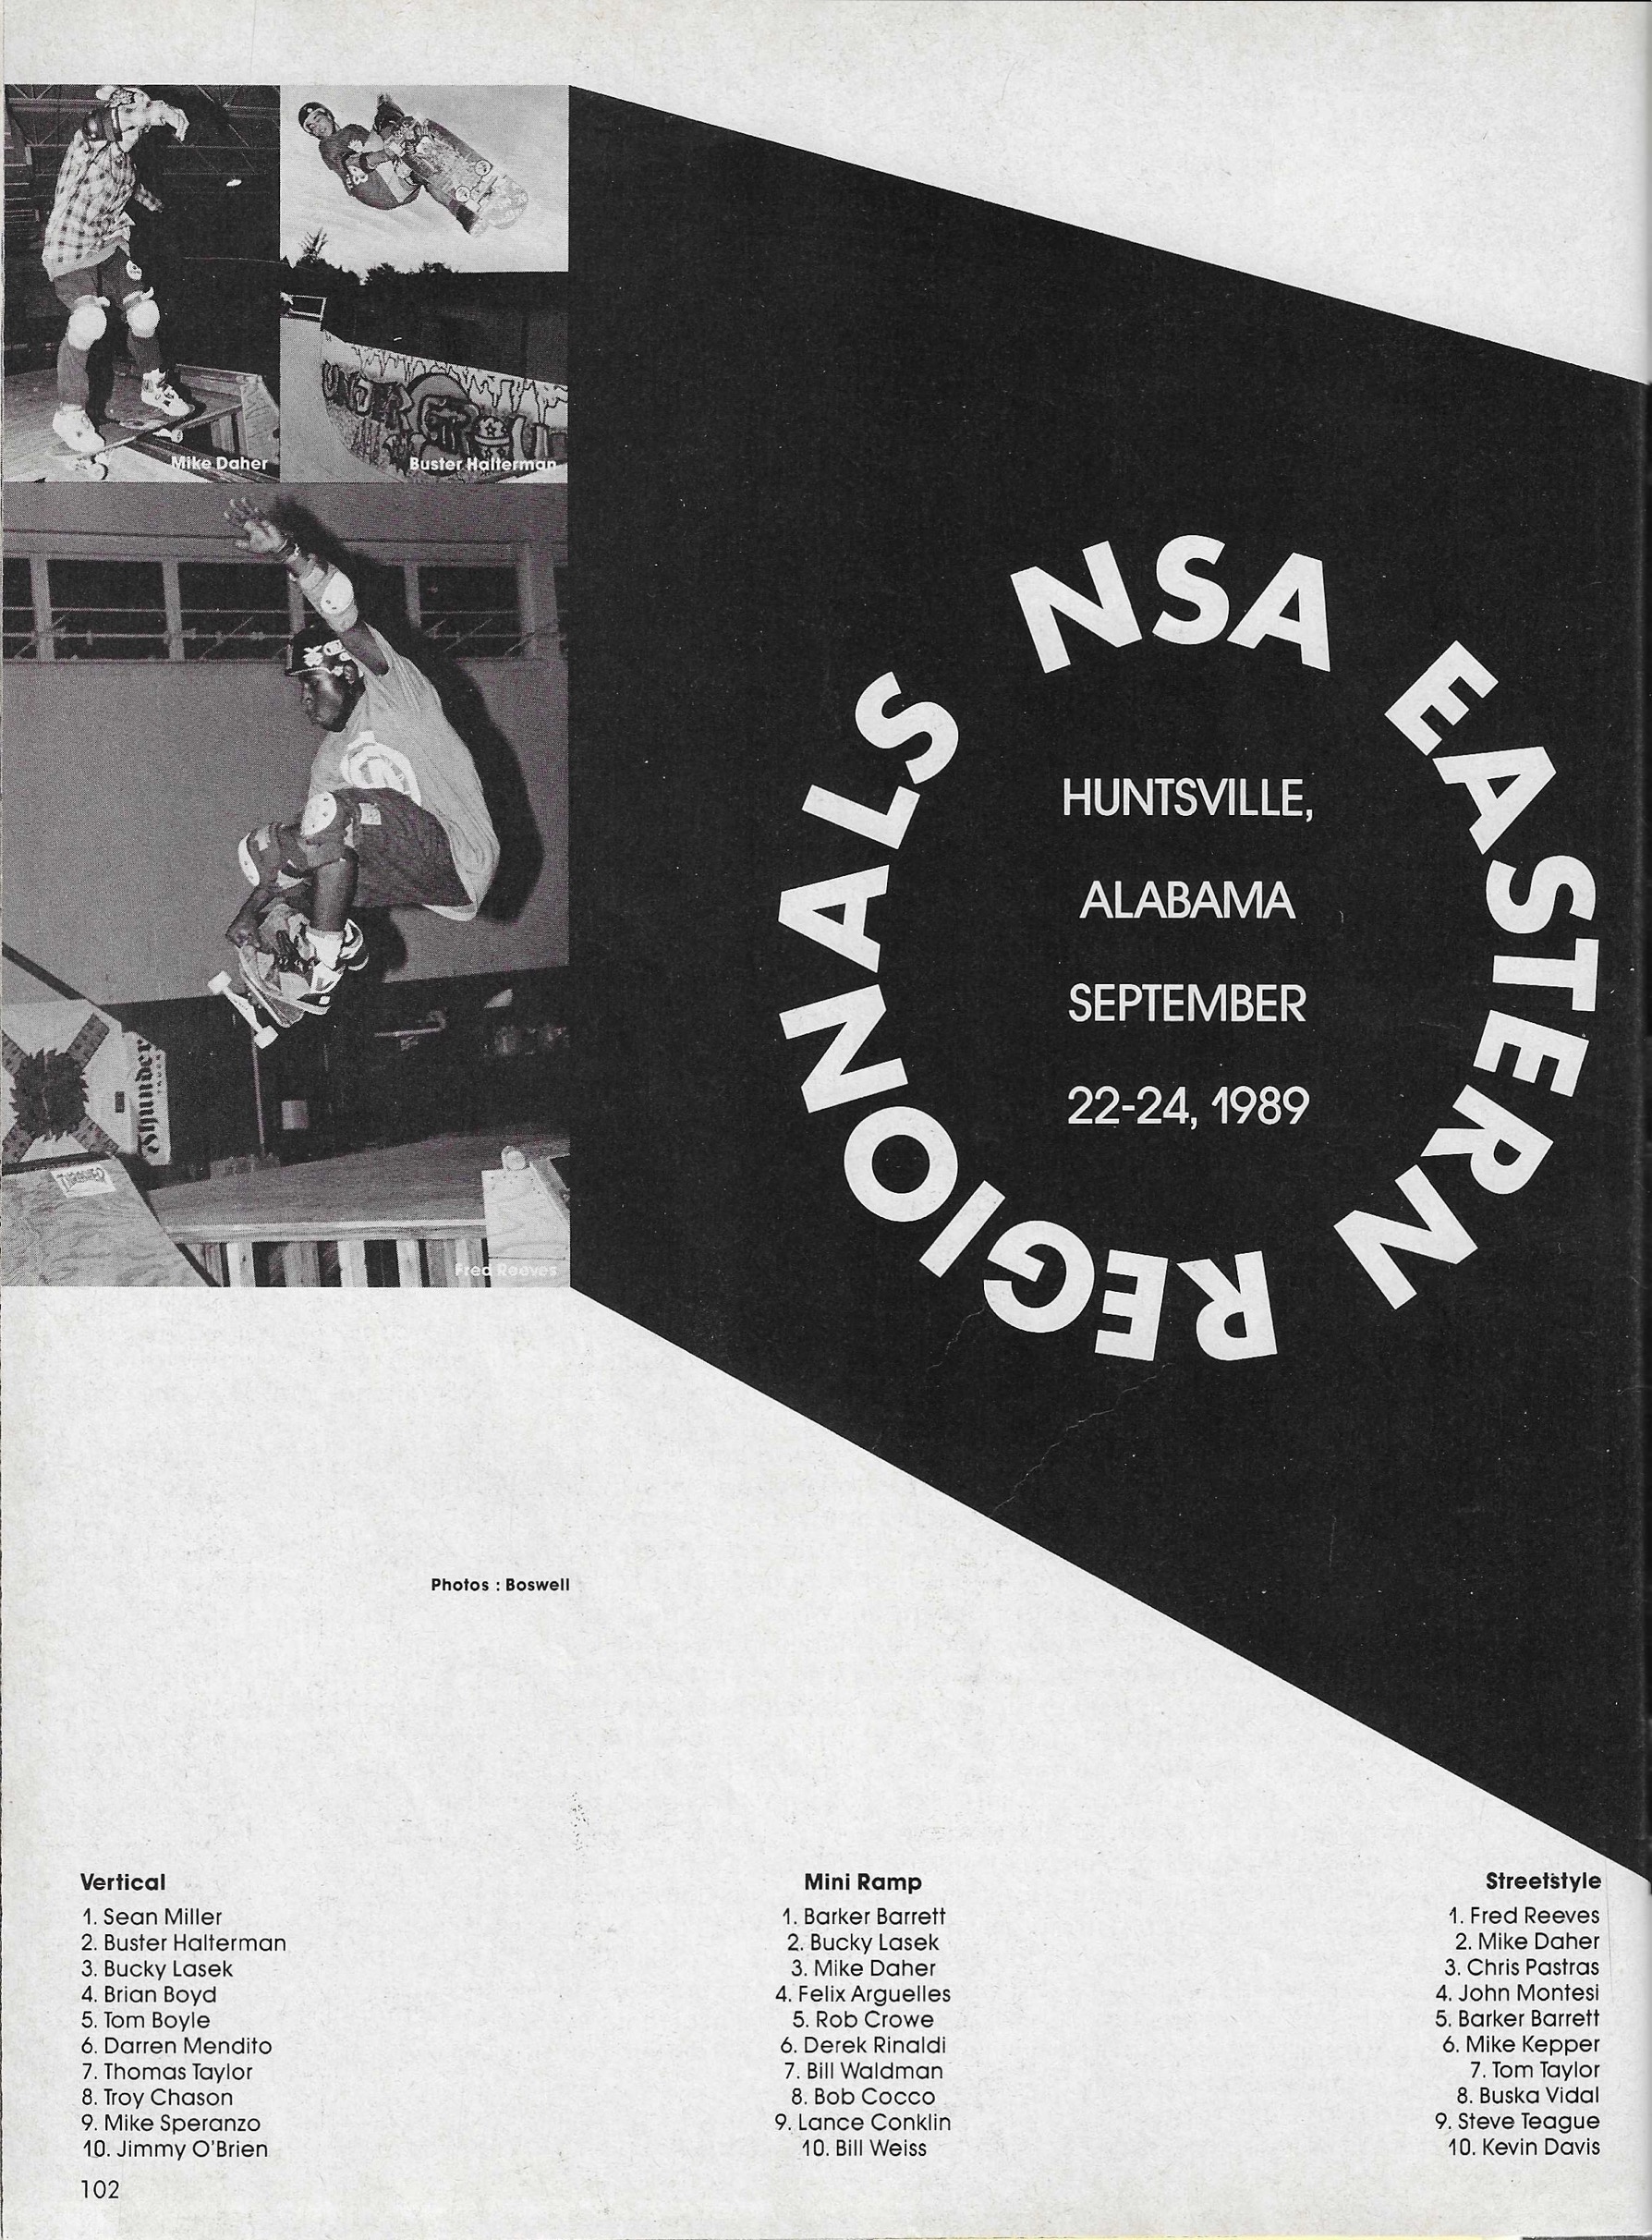 Mike Daher
Buster Halterman
UNDER
NSA EASTERN REGIONALS
HUNTSVILLE,
ALABAMA
SEPTEMBER
22-24, 1989
Thunder
TRUCK
THRASHER
Fred Reeves
Photos : Boswell
Vertical
1. Sean Miller
2. Buster Halterman
3. Bucky Lasek
4. Brian Boyd
5. Tom Boyle
6. Darren Mendito
7. Thomas Taylor
8. Troy Chason
9. Mike Speranzo
10. Jimmy O'Brien
Mini Ramp
1. Barker Barrett
2. Bucky Lasek
3. Mike Daher
4. Felix Arguelles
5. Rob Crowe
6. Derek Rinaldi
7. Bill Waldman
8. Bob Cocco
9. Lance Conklin
10. Bill Weiss
Streetstyle
1. Fred Reeves
2. Mike Daher
3. Chris Pastras
4. John Montesi
5. Barker Barrett
6. Mike Kepper
7. Tom Taylor
8. Buska Vidal
9. Steve Teague
10. Kevin Davis
102